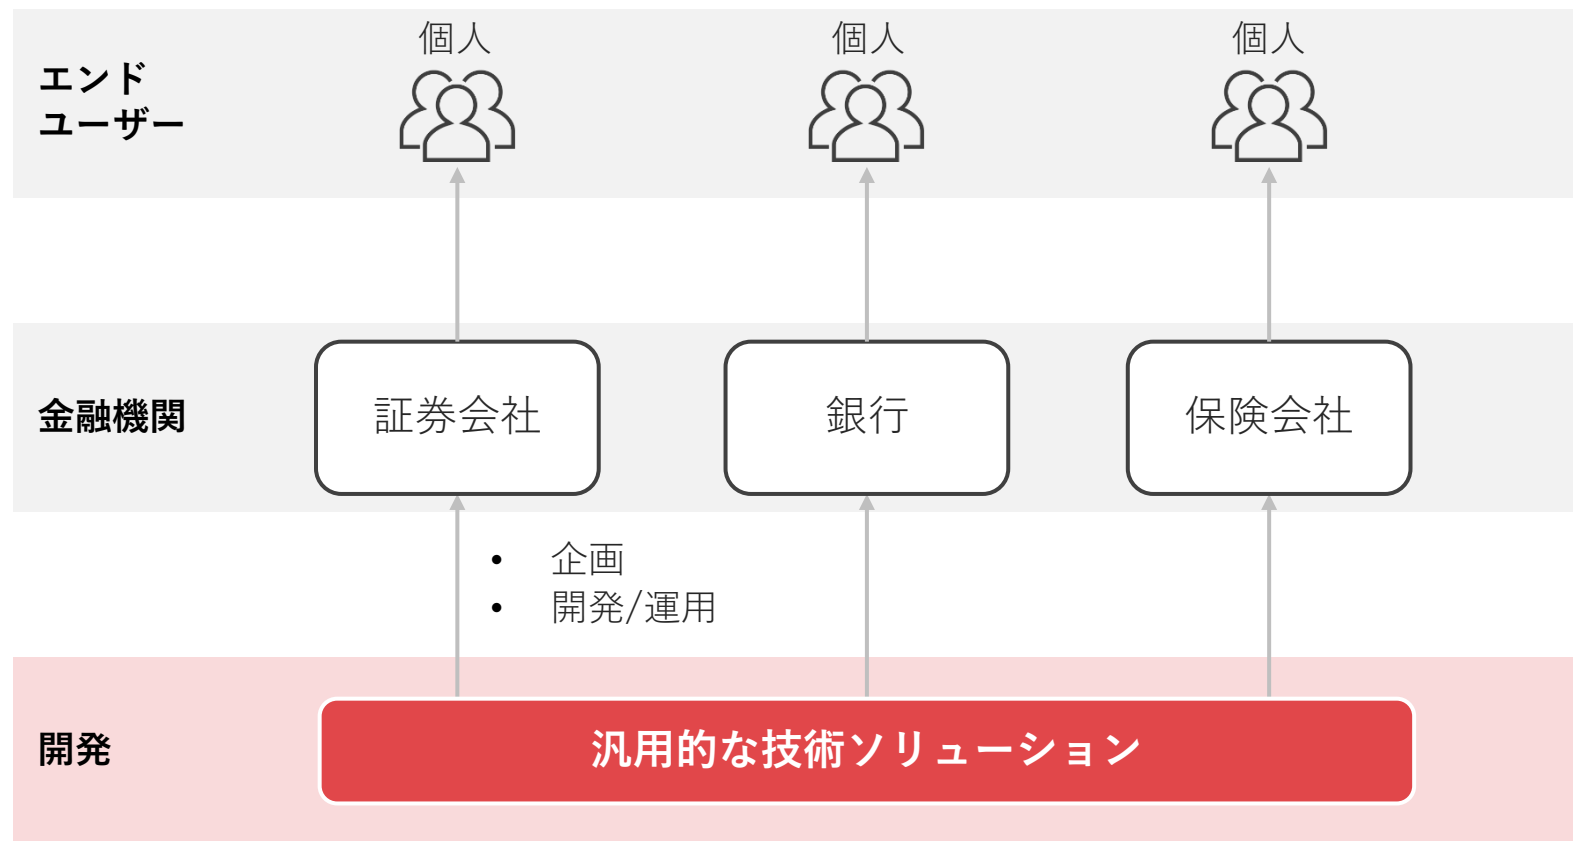 個人 個人 個人
エンド
ユーザー
金融機関 証券会社 銀行 保険会社
• 企画
• 開発/運用
開発 汎用的な技術ソリューション